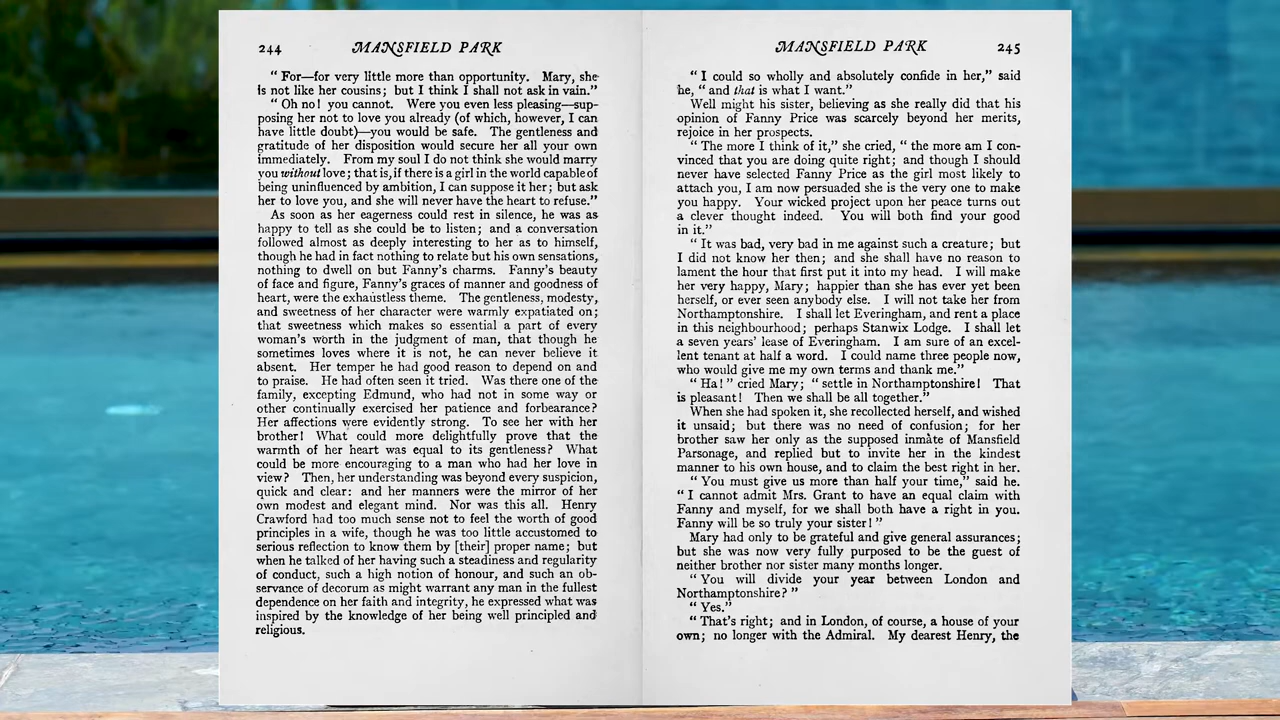 244 MANSFIELD PARK
“ For—for very little more than opportunity. Mary, she
is not like her cousins; but I think I shall not ask in vain.”
“ Oh no! you cannot. Were you even less pleasing—sup-
posing her not to love you already (of which, however, I can
have little doubt)—you would be safe. The gentleness and
gratitude of her disposition would secure her all your own
immediately. From my soul I do not think she would marry
you without love; that is, if there is a girl in the world capable of
being uninfluenced by ambition, I can suppose it her; but ask
her to love you, and she will never have the heart to refuse.”
As soon as her eagerness could rest in silence, he was as
happy to tell as she could be to listen; and a conversation
followed almost as deeply interesting to her as to himself,
though he had in fact nothing to relate but his own sensations,
nothing to dwell on but Fanny’s charms. Fanny’s beauty
of face and figure, Fanny’s graces of manner and goodness of
heart, were the exhaustless theme. The gentleness, modesty,
and sweetness of her character were warmly expatiated on;
that sweetness which makes so essential a part of every
woman’s worth in the judgment of man, that though he
sometimes loves where it is not, he can never believe it
absent. Her temper he had good reason to depend on and
to praise. He had often seen it tried. Was there one of the
family, excepting Edmund, who had not in some way or
other continually exercised her patience and forbearance?
Her affections were evidently strong. To see her with her
brother! What could more delightfully prove that the
warmth of her heart was equal to its gentleness? What
could be more encouraging to a man who had her love in
view? Then, her understanding was beyond every suspicion,
quick and clear: and her manners were the mirror of her
own modest and elegant mind. Nor was this all. Henry
Crawford had too much sense not to feel the worth of good
principles in a wife, though he was too little accustomed to
serious reflection to know them by [their] proper name; but
when he talked of her having such a steadiness and regularity
of conduct, such a high notion of honour, and such an ob-
servance of decorum as might warrant any man in the fullest
dependence on her faith and integrity, he expressed what was
inspired by the knowledge of her being well principled and
religious.
MANSFIELD PARK 245
“ I could so wholly and absolutely confide in her,” said
he, “ and that is what I want.”
Well might his sister, believing as she really did that his
opinion of Fanny Price was scarcely beyond her merits,
rejoice in her prospects.
“ The more I think of it,” she cried, “ the more am I con-
vinced that you are doing quite right; and though I should
never have selected Fanny Price as the girl most likely to
attach you, I am now persuaded she is the very one to make
you happy. Your wicked project upon her peace turns out
a clever thought indeed. You will both find your good
in it.”
“ It was bad, very bad in me against such a creature; but
I did not know her then; and she shall have no reason to
lament the hour that first put it into my head. I will make
her very happy, Mary; happier than she has ever yet been
herself, or ever seen anybody else. I will not take her from
Northamptonshire. I shall let Everingham, and rent a place
in this neighbourhood; perhaps Stanwix Lodge. I shall let
a seven years’ lease of Everingham. I am sure of an excel-
lent tenant at half a word. I could name three people now,
who would give me my own terms and thank me.”
“ Ha!” cried Mary; “ settle in Northamptonshire! That
is pleasant! Then we shall be all together.”
When she had spoken it, she recollected herself, and wished
it unsaid; but there was no need of confusion; for her
brother saw her only as the supposed inmate of Mansfield
Parsonage, and replied but to invite her in the kindest
manner to his own house, and to claim the best right in her.
“ You must give us more than half your time,” said he.
“ I cannot admit Mrs. Grant to have an equal claim with
Fanny and myself, for we shall both have a right in you.
Fanny will be so truly your sister!”
Mary had only to be grateful and give general assurances;
but she was now very fully purposed to be the guest of
neither brother nor sister many months longer.
“ You will divide your year between London and
Northamptonshire?”
“ Yes.”
“ That’s right; and in London, of course, a house of your
own; no longer with the Admiral. My dearest Henry, the